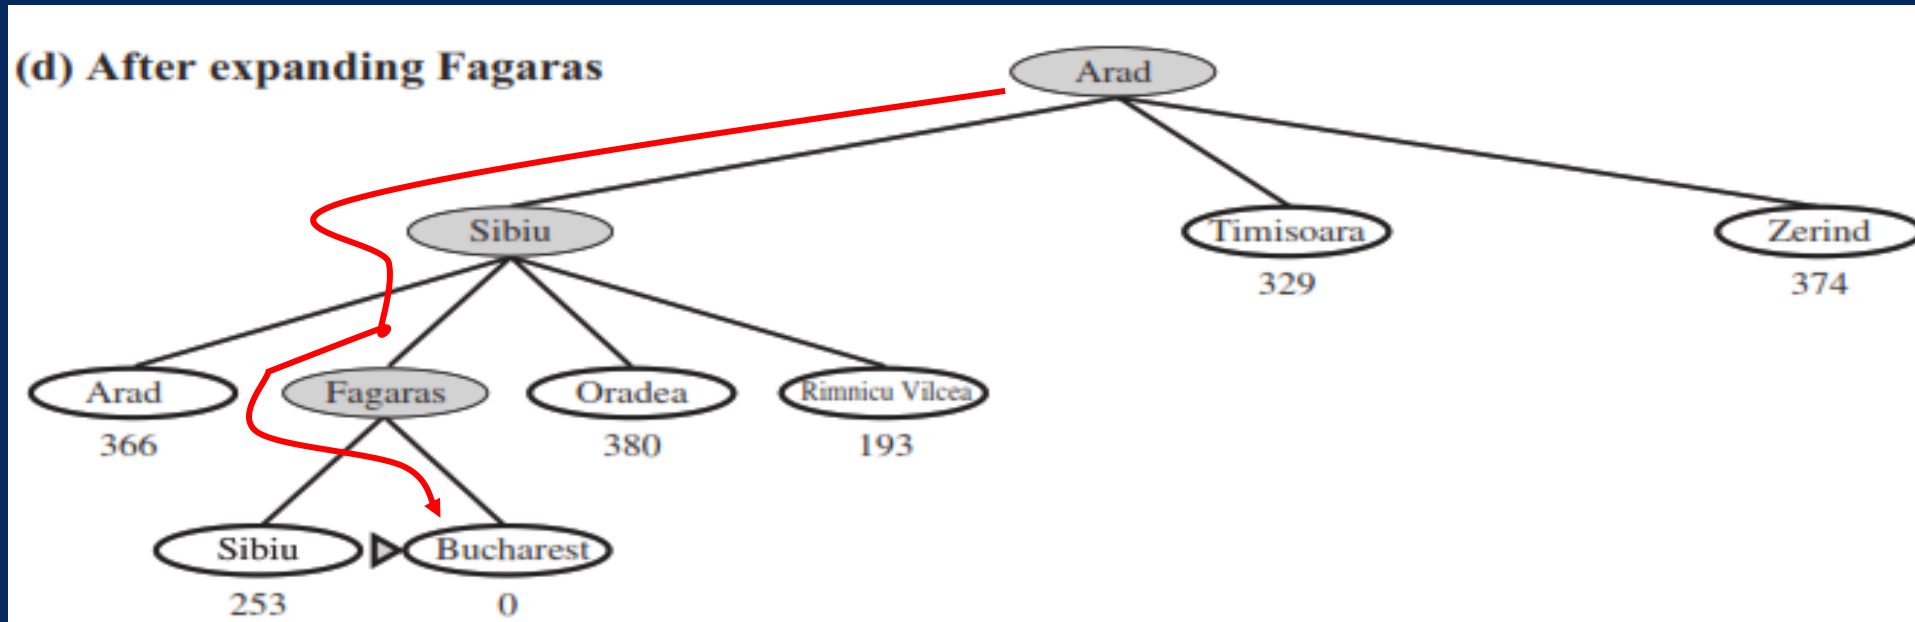 (d) After expanding Fagaras
Arad
Sibiu
Timisoara
Zerind
329
374
Arad
Fagaras
Oradea
Rimnicu Vilcea
366
380
193
Sibiu
Bucharest
253
0